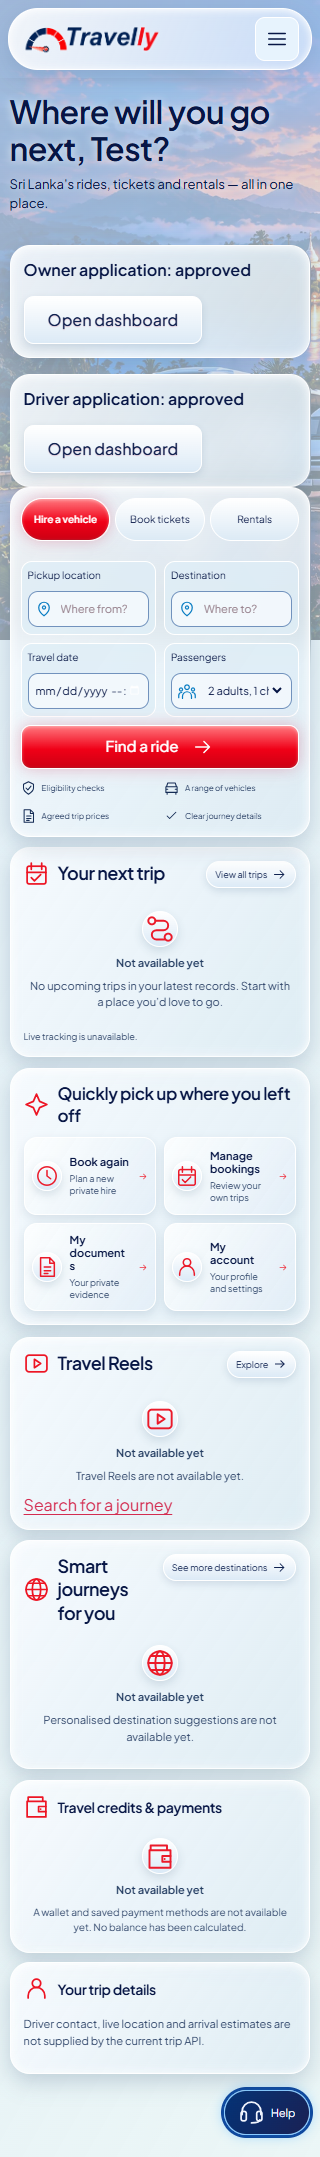 Travelly
Where will you go
next, Test?
Sri Lanka's rides, tickets and rentals — all in one
place.
Owner application: approved
Open dashboard
Driver application: approved
Open dashboard
Hire a vehicle
Book tickets
Rentals
Pickup location
Destination
Where from?
Where to?
Travel date
Passengers
mm/dd/yyyy --:
2 adults, 1 ch
Find a ride
Eligibility checks
A range of vehicles
Agreed trip prices
Clear journey details
Your next trip
View all trips
Not available yet
No upcoming trips in your latest records. Start with
a place you'd love to go.
Live tracking is unavailable.
Quickly pick up where you left
off
Book again
Plan a new
private hire
Manage
bookings
Review your
own trips
My
document
s
Your private
evidence
My
account
Your profile
and settings
Travel Reels
Explore
Not available yet
Travel Reels are not available yet.
Search for a journey
Smart
journeys
for you
See more destinations
Not available yet
Personalised destination suggestions are not
available yet.
Travel credits & payments
Not available yet
A wallet and saved payment methods are not available
yet. No balance has been calculated.
Your trip details
Driver contact, live location and arrival estimates are
not supplied by the current trip API.
Help